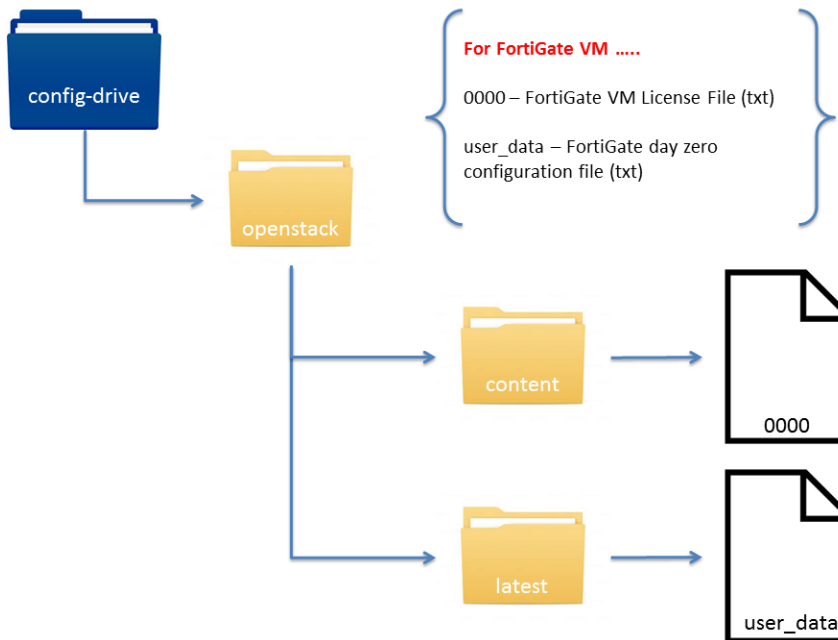 config-drive
For FortiGate VM .....
0000 – FortiGate VM License File (txt)
user_data – FortiGate day zero
configuration file (txt)
openstack
content
0000
latest
user_data